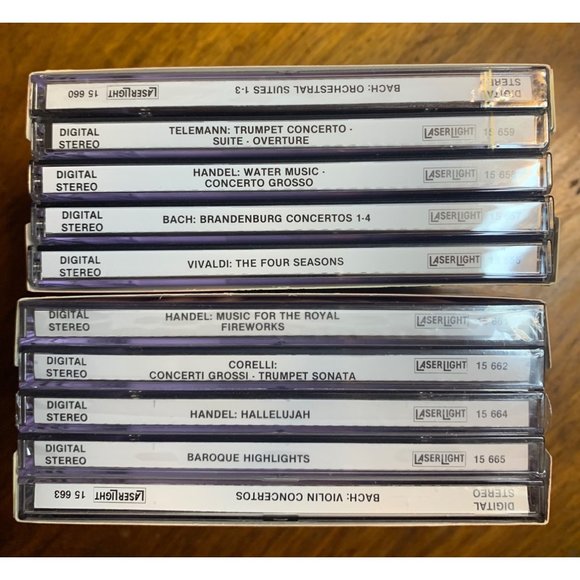 DIGITAL
STEREO
BACH: ORCHESTRAL SUITES 1-3
LASERLIGHT
15 660
DIGITAL
STEREO
TELEMANN: TRUMPET CONCERTO ·
SUITE · OVERTURE
LASERLIGHT
15 659
DIGITAL
STEREO
HANDEL: WATER MUSIC ·
CONCERTO GROSSO
LASERLIGHT
15
DIGITAL
STEREO
BACH: BRANDENBURG CONCERTOS 1-4
LASERLIGHT
DIGITAL
STEREO
VIVALDI: THE FOUR SEASONS
LASERLIGHT
DIGITAL
STEREO
HANDEL: MUSIC FOR THE ROYAL
FIREWORKS
LASERLIGHT
DIGITAL
STEREO
CORELLI:
CONCERTI GROSSI · TRUMPET SONATA
LASERLIGHT
15 662
DIGITAL
STEREO
HANDEL: HALLELUJAH
LASERLIGHT
15 664
DIGITAL
STEREO
BAROQUE HIGHLIGHTS
LASERLIGHT
15 665
DIGITAL
STEREO
BACH: VIOLIN CONCERTOS
LASERLIGHT
15 663